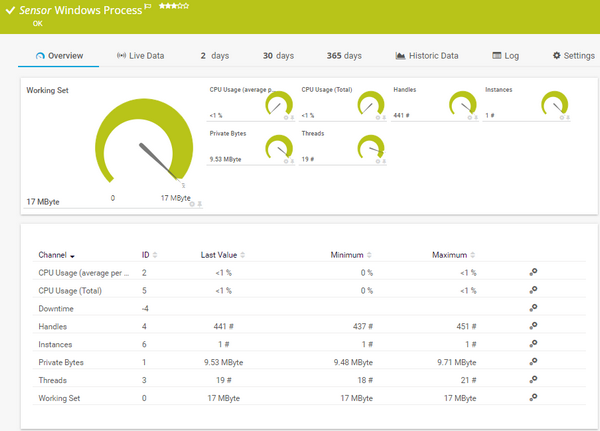 Sensor Windows Process
OK
Overview Live Data 2 days 30 days 365 days Historic Data Log Settings
Working Set
17 MByte
0 17 MByte
CPU Usage (average p...
<1 %
CPU Usage (Total)
<1 %
Handles
441 #
Instances
1 #
Private Bytes
9.53 MByte
Threads
19 #
Channel ID Last Value Minimum Maximum
CPU Usage (average per ... 2 <1 % 0 % <1 %
CPU Usage (Total) 5 <1 % 0 % <1 %
Downtime -4
Handles 4 441 # 437 # 451 #
Instances 6 1 # 1 # 1 #
Private Bytes 1 9.53 MByte 9.48 MByte 9.71 MByte
Threads 3 19 # 18 # 21 #
Working Set 0 17 MByte 17 MByte 17 MByte